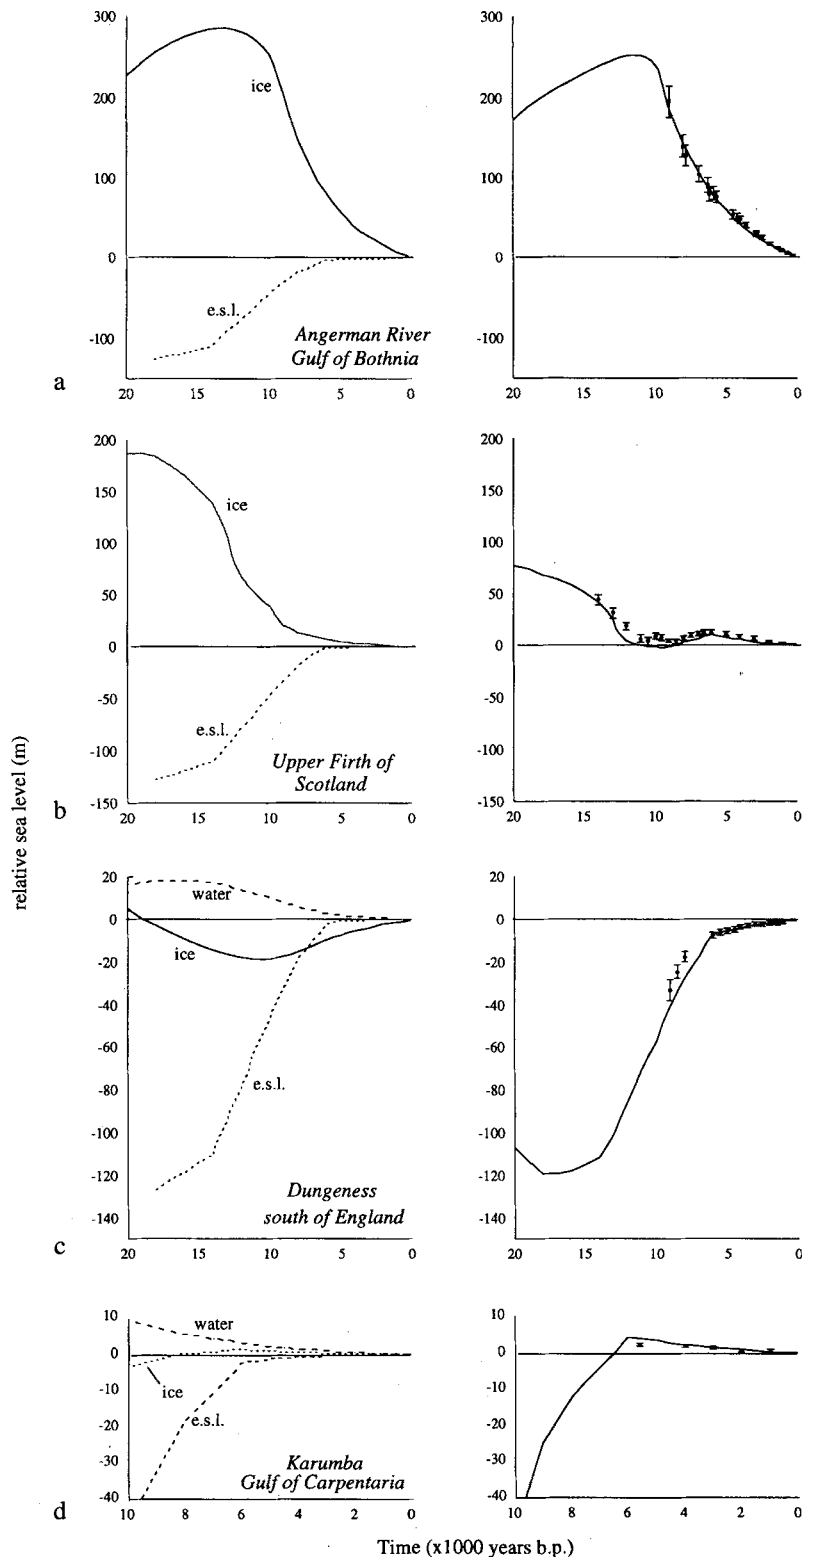 300
200
100
0
-100
ice
e.s.l.
Angerman River
Gulf of Bothnia
20 15 10 5 0
300
200
100
0
-100
20 15 10 5 0
a
200
150
100
50
0
-50
-100
-150
ice
e.s.l.
Upper Firth of
Scotland
20 15 10 5 0
200
150
100
50
0
-50
-100
-150
20 15 10 5 0
b
relative sea level (m)
20
0
-20
-40
-60
-80
-100
-120
-140
water
ice
e.s.l.
Dungeness
south of England
20 15 10 5 0
20
0
-20
-40
-60
-80
-100
-120
-140
20 15 10 5 0
c
10
0
-10
-20
-30
-40
water
ice
e.s.l.
Karumba
Gulf of Carpentaria
10 8 6 4 2 0
10
0
-10
-20
-30
-40
10 8 6 4 2 0
d
Time (x1000 years b.p.)